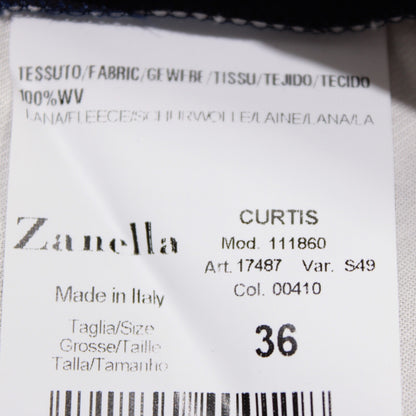 TESSUTO/FABRIC/GEWEBE/TISSU/TEJIDO/TECIDO
100%WV
LANA/FLEECE/SCHURWOLLE/LAINE/LANA/LA
Zanella
CURTIS
Mod. 111860
Art. 17487 Var. S49
Col. 00410
Made in Italy
Taglia/Size
Grosse/Taille
Talla/Tamanho
36